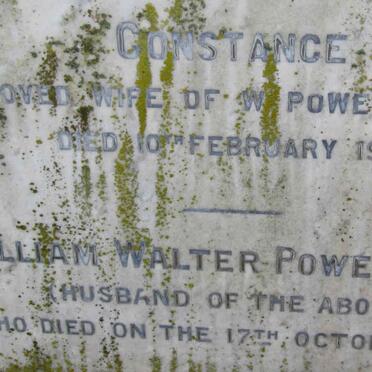 CONSTANCE
OVED WIFE OF W. POWE
DIED 10TH FEBRUARY 19
LLIAM WALTER POWE
(HUSBAND OF THE ABO
HO DIED ON THE 17TH OCTO